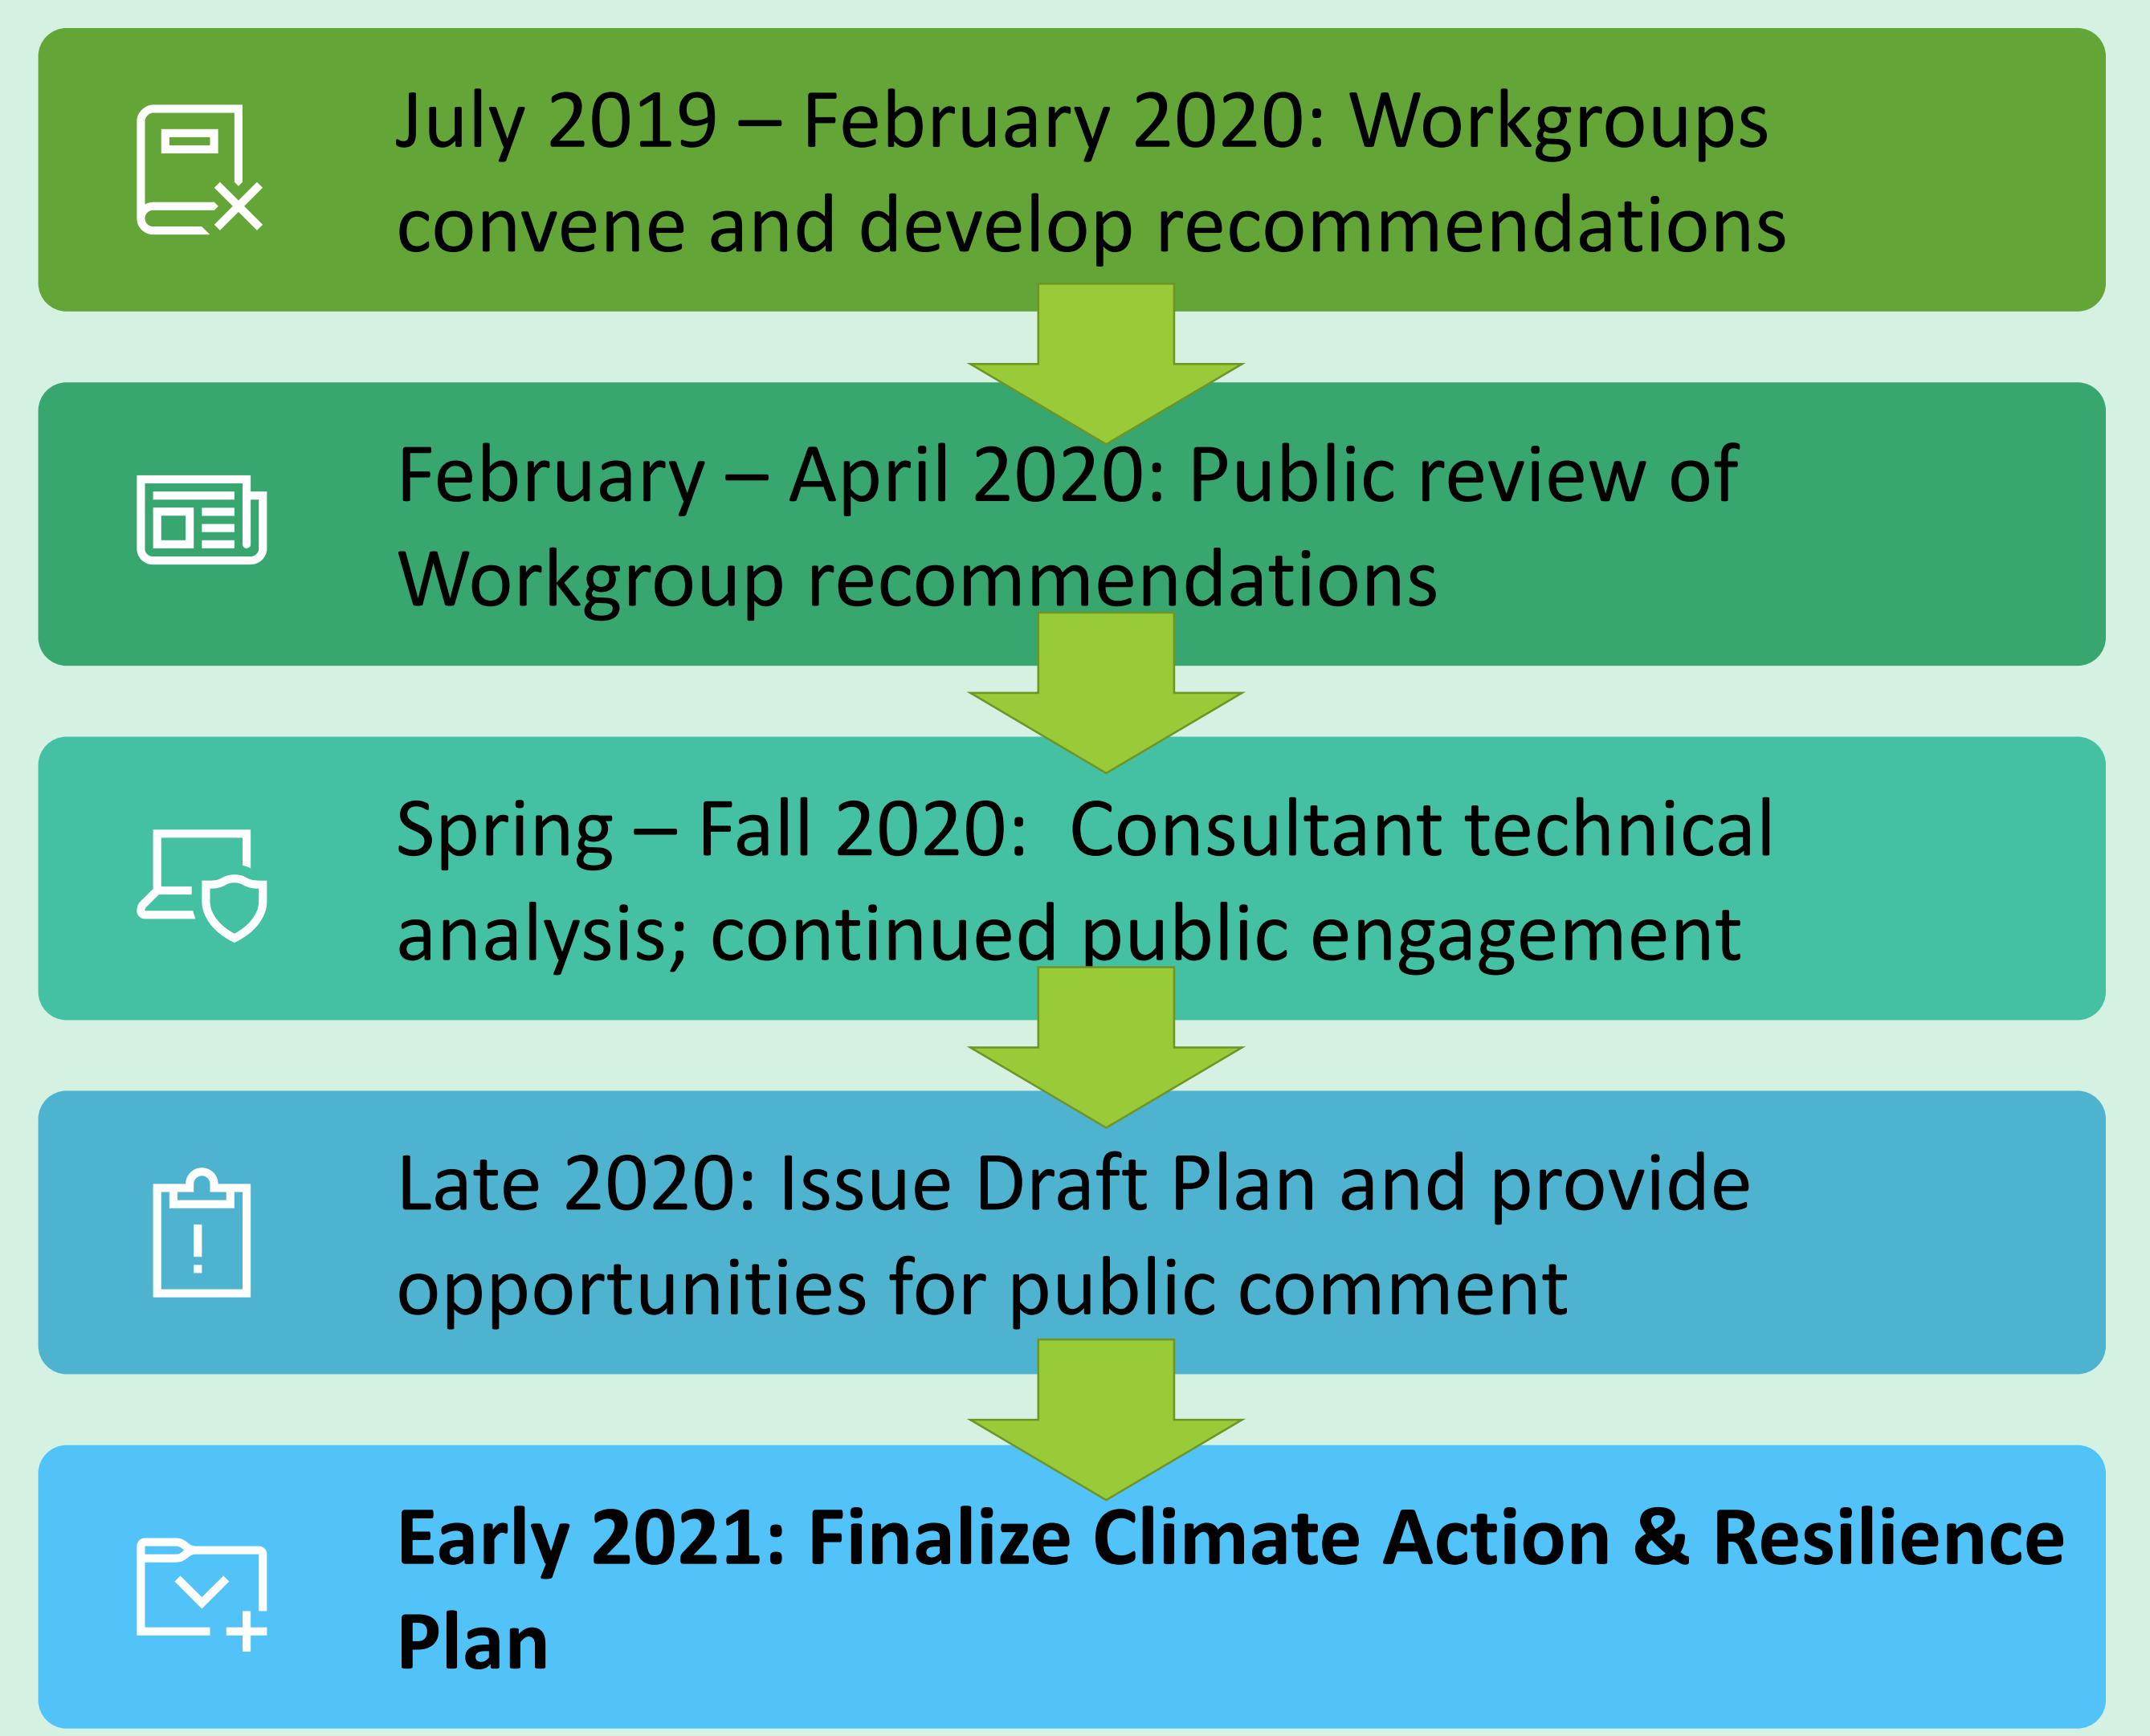 July 2019 – February 2020: Workgroups
convene and develop recommendations
February – April 2020: Public review of
Workgroup recommendations
Spring – Fall 2020:  Consultant technical
analysis; continued public engagement
Late 2020: Issue Draft Plan and provide
opportunities for public comment
Early 2021: Finalize Climate Action & Resilience
Plan